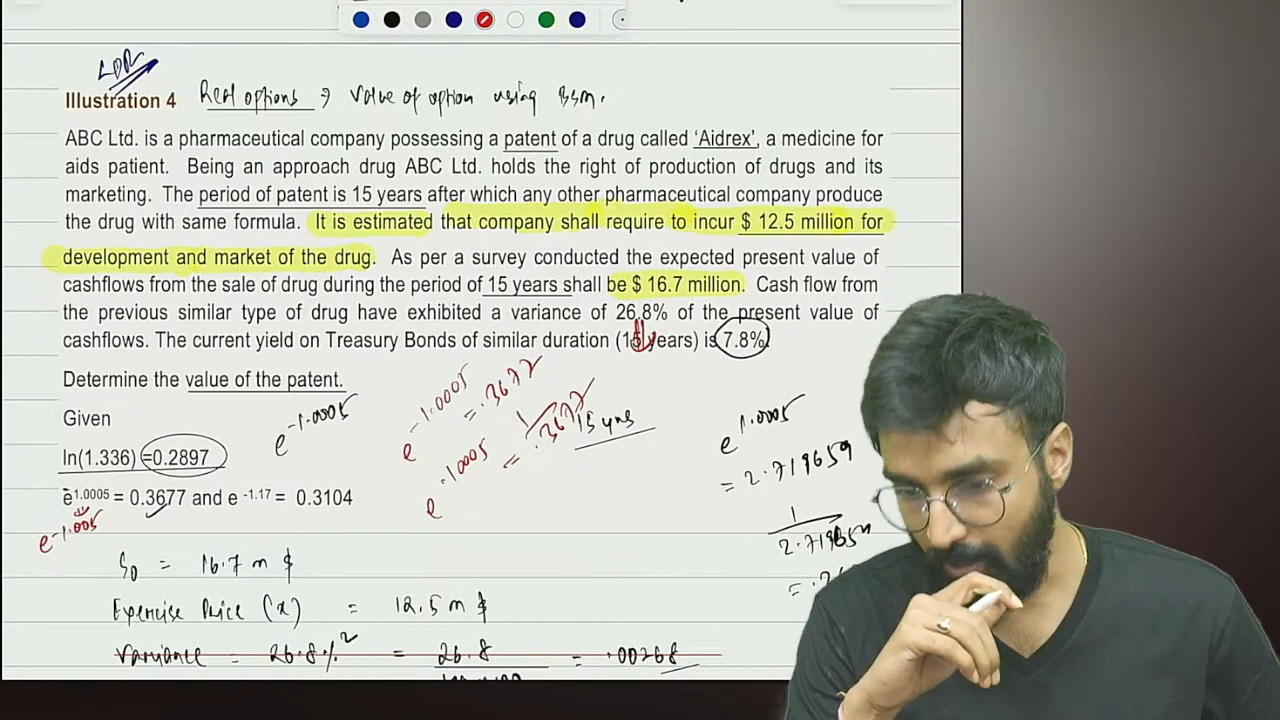 LDR
Illustration 4 Real options → Value of option using BSM.
ABC Ltd. is a pharmaceutical company possessing a patent of a drug called ‘Aidrex’, a medicine for
aids patient. Being an approach drug ABC Ltd. holds the right of production of drugs and its
marketing. The period of patent is 15 years after which any other pharmaceutical company produce
the drug with same formula. It is estimated that company shall require to incur $ 12.5 million for
development and market of the drug. As per a survey conducted the expected present value of
cashflows from the sale of drug during the period of 15 years shall be $ 16.7 million. Cash flow from
the previous similar type of drug have exhibited a variance of 26.8% of the present value of
cashflows. The current yield on Treasury Bonds of similar duration (15 years) is 7.8%.
Determine the value of the patent.
Given
e-1.0005
e-1.0005 = .3677
15 yrs
e1.0005
= 2.719659
ln(1.336) =0.2897
e1.0005 = 1/.3677
e-1.0005 = 0.3677 and e -1.17 = 0.3104
e-1.005
1/2.719659
S0 = 16.7 m $
Exercise Price (x) = 12.5 m $
Variance = 26.8%2 = 26.8 = .00268